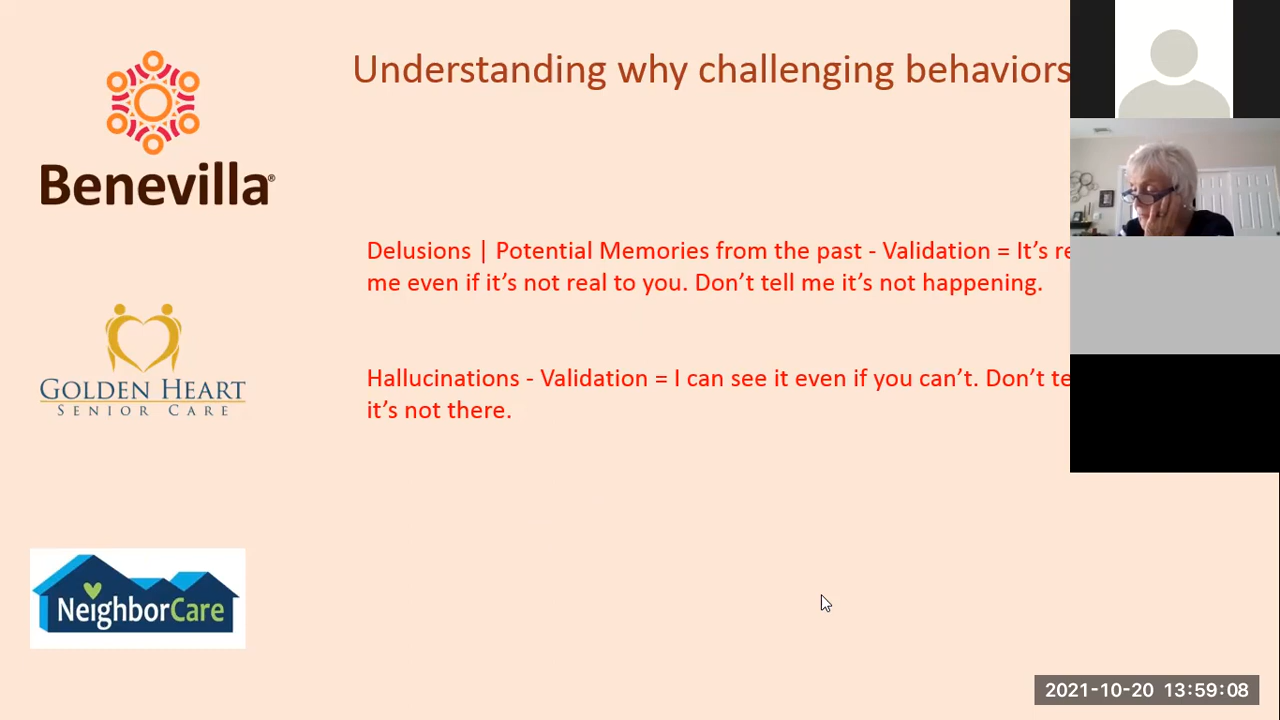 Understanding why challenging behaviors
Benevilla®
Delusions | Potential Memories from the past - Validation = It’s
me even if it’s not real to you. Don’t tell me it’s not happening.
GOLDEN HEART
SENIOR CARE
Hallucinations - Validation = I can see it even if you can’t. Don’t
it’s not there.
NeighborCare
2021-10-20 13:59:08